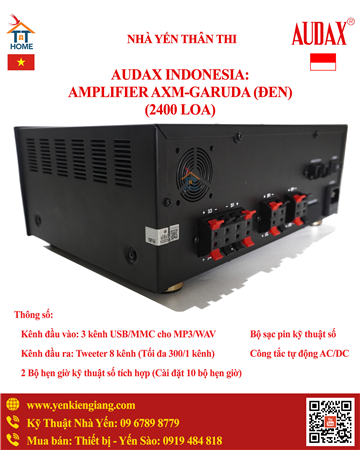 NHÀ YẾN THÂN THI
AUDAX®
HOME
AUDAX INDONESIA:
AMPLIFIER AXM-GARUDA (ĐEN)
(2400 LOA)
Thông số:
Kênh đầu vào: 3 kênh USB/MMC cho MP3/WAV
Bộ sạc pin kỹ thuật số
Kênh đầu ra: Tweeter 8 kênh (Tối đa 300/1 kênh)
Công tắc tự động AC/DC
2 Bộ hẹn giờ kỹ thuật số tích hợp (Cài đặt 10 bộ hẹn giờ)
www.yenkiengiang.com
Kỹ Thuật Nhà Yến: 09 6789 8779
Mua bán: Thiết bị - Yến Sào: 0919 484 818